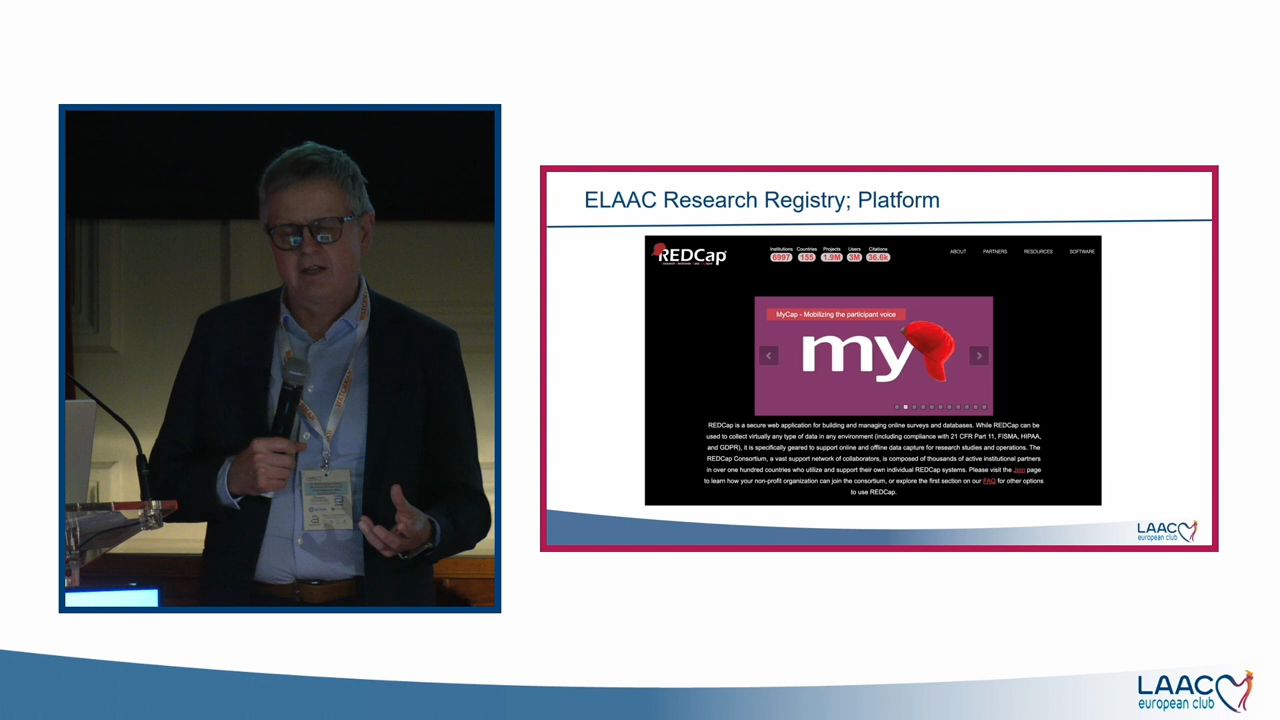 ELAAC Research Registry; Platform
REDCap
Institutions Countries Projects Users Citations
6997 155 1.9M 3M 36.6k
ABOUT PARTNERS RESOURCES SOFTWARE
MyCap - Mobilizing the participant voice
my
REDCap is a secure web application for building and managing online surveys and databases. While REDCap can be
used to collect virtually any type of data in any environment (including compliance with 21 CFR Part 11, FISMA, HIPAA,
and GDPR), it is specifically geared to support online and offline data capture for research studies and operations. The
REDCap Consortium, a vast support network of collaborators, is composed of thousands of active institutional partners
in over one hundred countries who utilize and support their own individual REDCap systems. Please visit the Join page
to learn how your non-profit organization can join the consortium, or explore the first section on our FAQ for other options
to use REDCap.
LAAC
european club
LAAC
european club